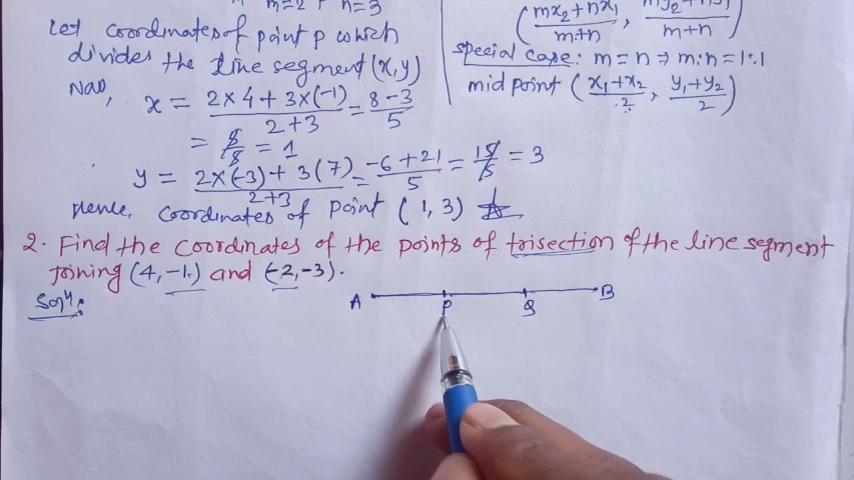 m=2, n=3
Let coordinates of point P which
divides the line segment (x,y)
Now,
x = 2×4+3×(-1)/2+3 = 8-3/5
= 5/5 = 1
y = 2×(-3)+3(7)/2+3 = -6+21/5 = 15/5 = 3
Hence, coordinates of point (1,3)
(mx2+nx1/m+n, my2+ny1/m+n)
special case: m=n ⇒ m:n=1:1
mid point (x1+x2/2, y1+y2/2)
2. Find the coordinates of the points of trisection of the line segment
joining (4,-1) and (-2,-3).
Solⁿ:
A P Q B